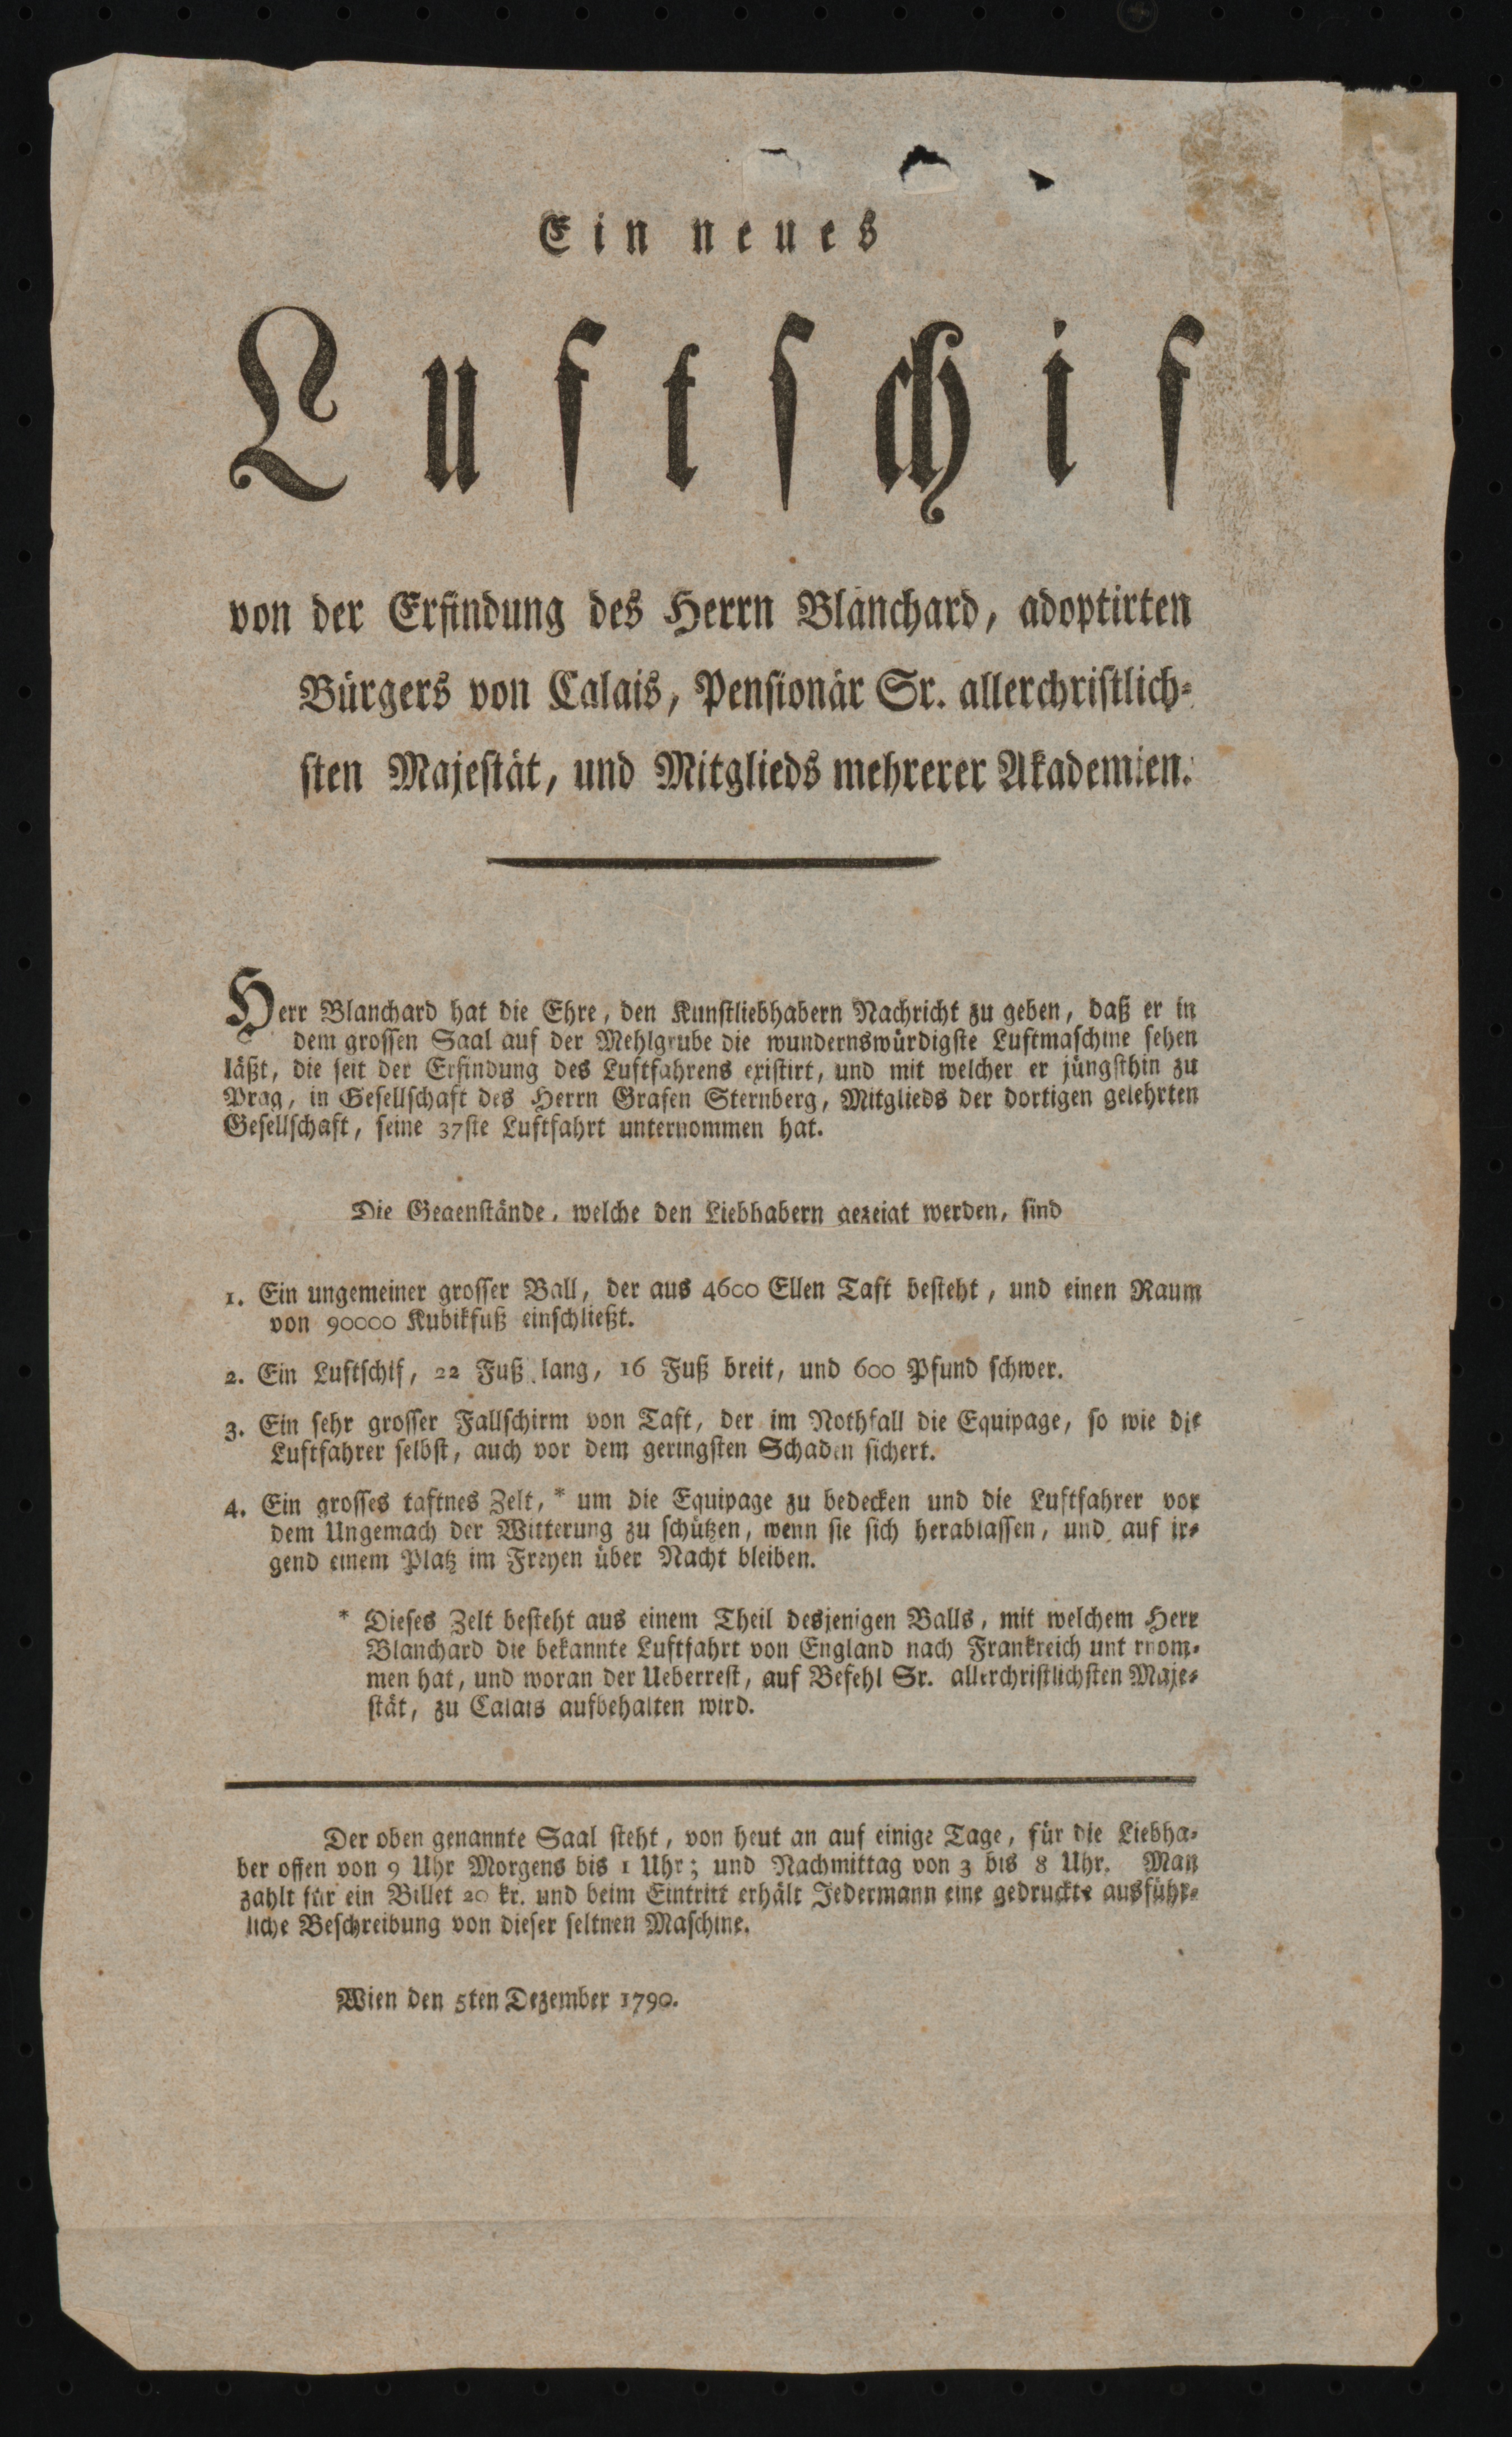 Ein neues
Luftschif
von der Erfindung des Herrn Blanchard, adoptirten
Bürgers von Calais, Pensionär Sr. allerchristlich-
sten Majestät, und Mitglieds mehrerer Akademien.
Herr Blanchard hat die Ehre, den Kunstliebhabern Nachricht zu geben, daß er in
dem grossen Saal auf der Mehlgrube die wundernswürdigste Luftmaschine sehen
läßt, die seit der Erfindung des Luftfahrens existirt, und mit welcher er jüngsthin zu
Prag, in Gesellschaft des Herrn Grafen Sternberg, Mitglieds der dortigen gelehrten
Gesellschaft, seine 37ste Luftfahrt unternommen hat.
Die Gegenstände, welche den Liebhabern gezeigt werden, sind
1. Ein ungemeiner grosser Ball, der aus 4600 Ellen Taft besteht, und einen Raum
von 90000 Kubikfuß einschließt.
2. Ein Luftschif, 22 Fuß lang, 16 Fuß breit, und 600 Pfund schwer.
3. Ein sehr grosser Fallschirm von Taft, der im Nothfall die Equipage, so wie die
Luftfahrer selbst, auch vor dem geringsten Schaden sichert.
4. Ein grosses taftnes Zelt, * um die Equipage zu bedecken und die Luftfahrer vor
dem Ungemach der Witterung zu schützen, wenn sie sich herablassen, und auf ir-
gend einem Platz im Freyen über Nacht bleiben.
* Dieses Zelt besteht aus einem Theil desjenigen Balls, mit welchem Herr
Blanchard die bekannte Luftfahrt von England nach Frankreich unt rnom-
men hat, und woran der Ueberrest, auf Befehl Sr. allerchristlichsten Maje-
stät, zu Calais aufbehalten wird.
Der oben genannte Saal steht, von heut an auf einige Tage, für die Liebha-
ber offen von 9 Uhr Morgens bis 1 Uhr; und Nachmittag von 3 bis 8 Uhr. Man
zahlt für ein Billet 20 kr. und beim Eintritt erhält Jedermann eine gedruckte ausführ-
liche Beschreibung von dieser seltnen Maschine.
Wien den 5ten Dezember 1790.